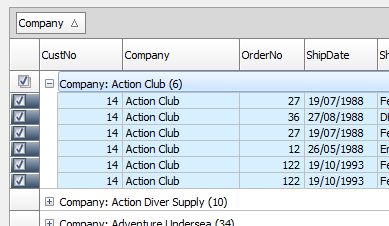 Company
CustNo Company OrderNo ShipDate
Company: Action Club (6)
14 Action Club 27 19/07/1988
14 Action Club 36 27/08/1988
14 Action Club 27 19/07/1988
14 Action Club 12 26/05/1988
14 Action Club 122 19/10/1993
14 Action Club 122 19/10/1993
Company: Action Diver Supply (10)
Company: Adventure Undersea (34)